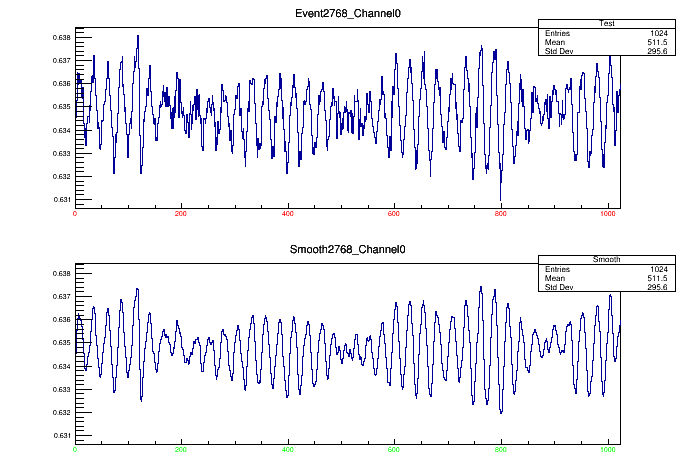 Event2768_Channel0
Test
Entries 1024
Mean 511.5
Std Dev 295.6
0.638
0.637
0.636
0.635
0.634
0.633
0.632
0.631
0 200 400 600 800 1000
Smooth2768_Channel0
Smooth
Entries 1024
Mean 511.5
Std Dev 295.6
0.638
0.637
0.636
0.635
0.634
0.633
0.632
0.631
0 200 400 600 800 1000